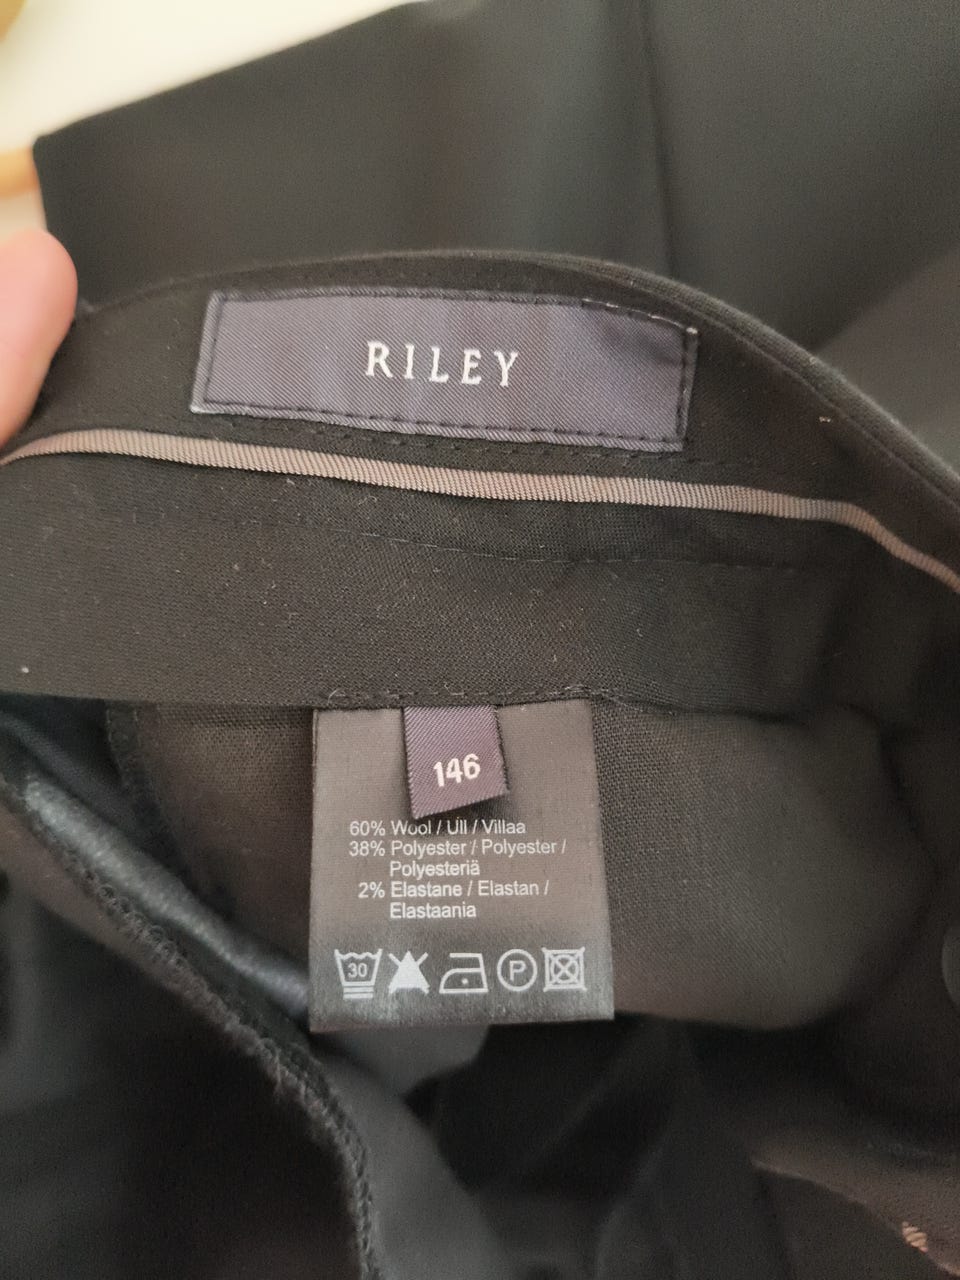 RILEY
146
60% Wool / Ull / Villaa
38% Polyester / Polyester /
Polyesteriä
2% Elastane / Elastan /
Elastaania
30
P